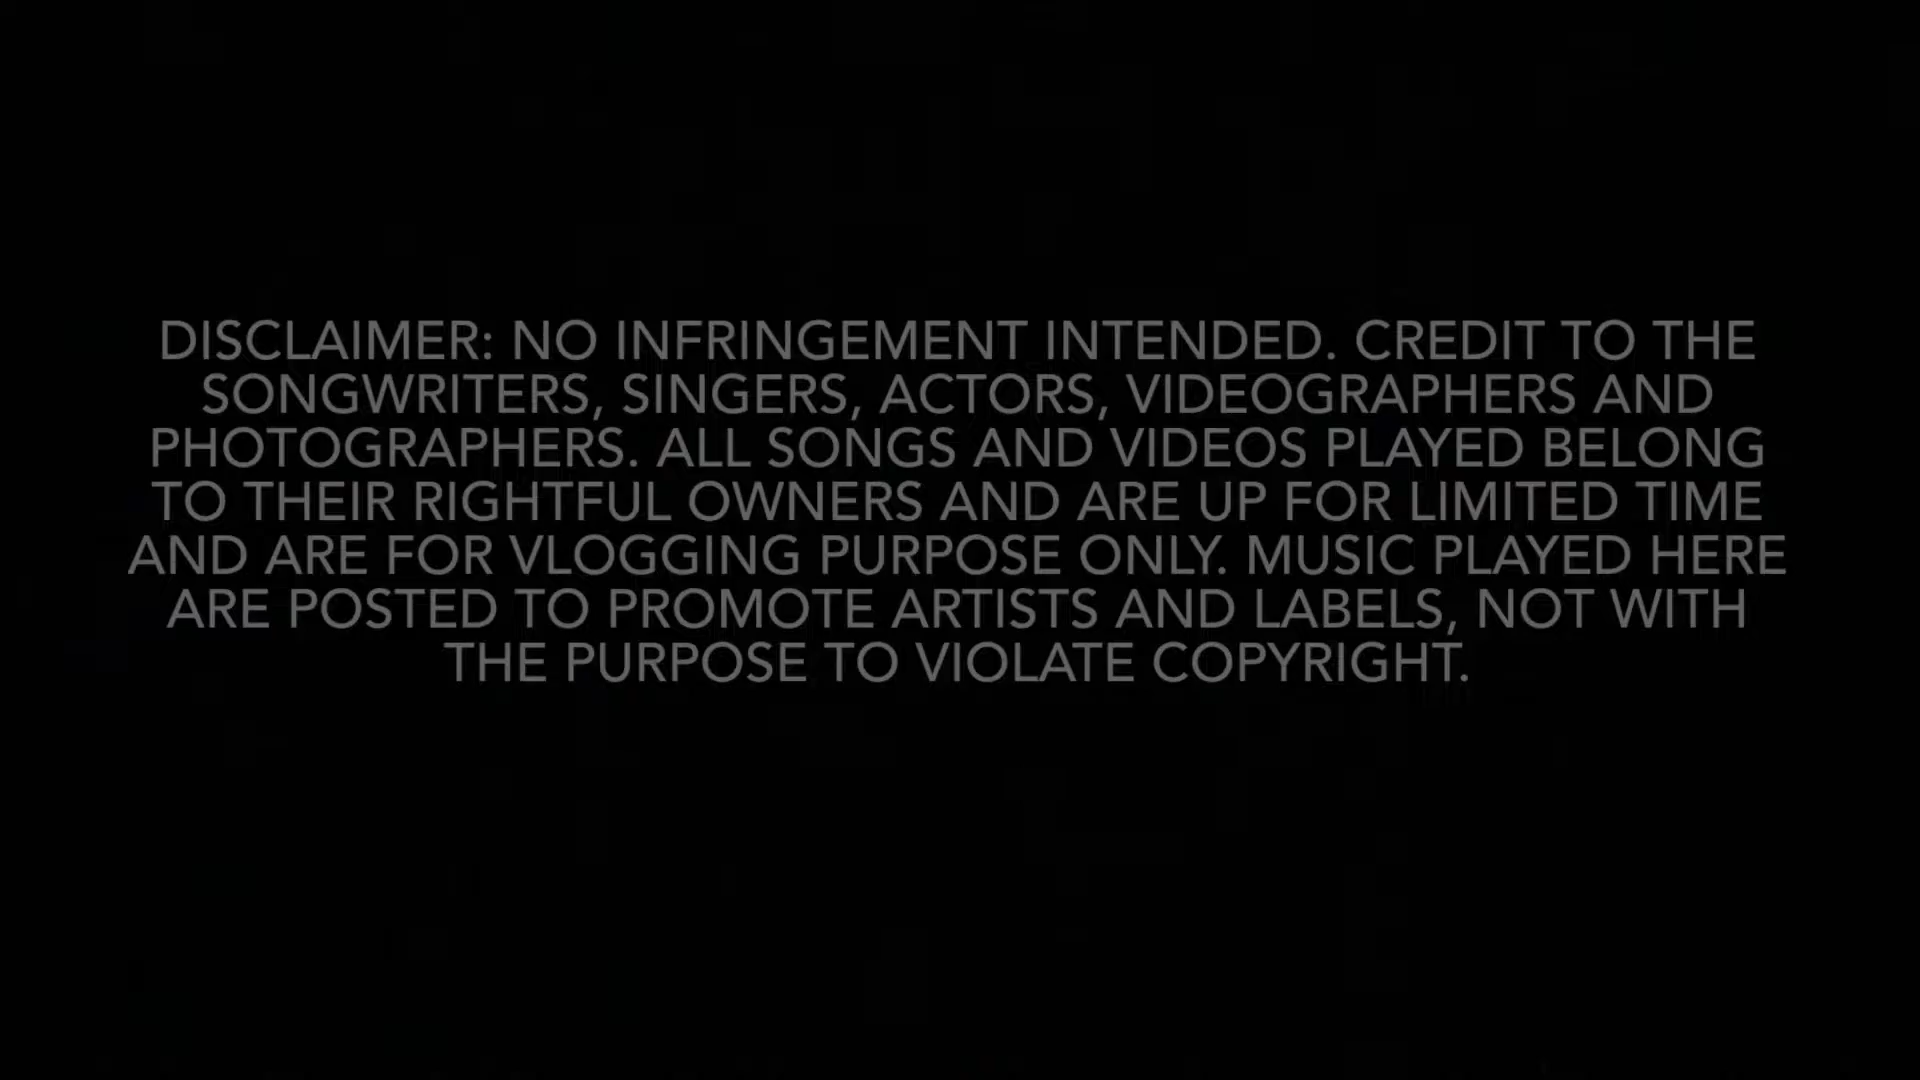 DISCLAIMER: NO INFRINGEMENT INTENDED. CREDIT TO THE
SONGWRITERS, SINGERS, ACTORS, VIDEOGRAPHERS AND
PHOTOGRAPHERS. ALL SONGS AND VIDEOS PLAYED BELONG
TO THEIR RIGHTFUL OWNERS AND ARE UP FOR LIMITED TIME
AND ARE FOR VLOGGING PURPOSE ONLY. MUSIC PLAYED HERE
ARE POSTED TO PROMOTE ARTISTS AND LABELS, NOT WITH
THE PURPOSE TO VIOLATE COPYRIGHT.